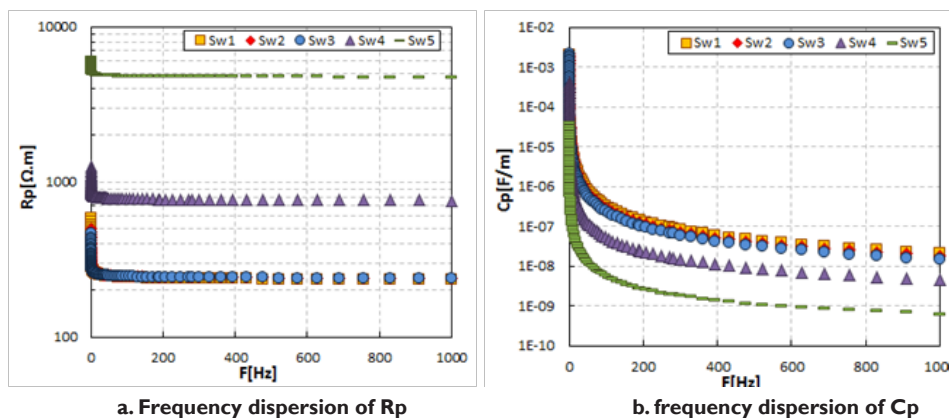 10000
1000
100
Rp[Ω.m]
Sw1 Sw2 Sw3 Sw4 Sw5
0 200 400 600 800 1000
F[Hz]
a. Frequency dispersion of Rp
1E-02
1E-03
1E-04
1E-05
1E-06
1E-07
1E-08
1E-09
1E-10
Cp[F/m]
Sw1 Sw2 Sw3 Sw4 Sw5
0 200 400 600 800 100
F[Hz]
b. frequency dispersion of Cp